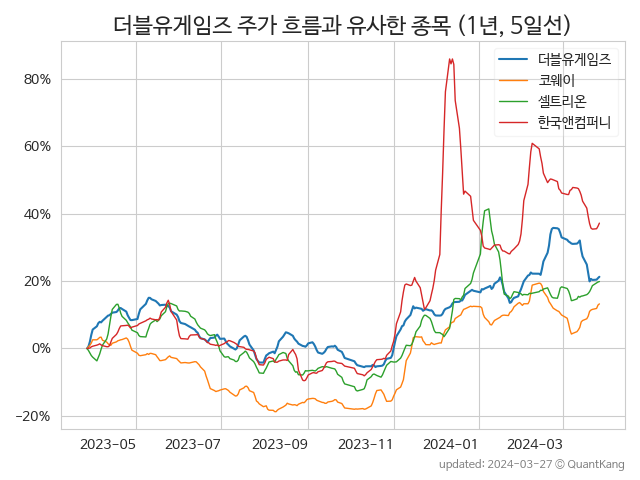 더블유게임즈 주가 흐름과 유사한 종목 (1년, 5일선)
더블유게임즈
코웨이
셀트리온
한국앤컴퍼니
80%
60%
40%
20%
0%
−20%
2023-05 2023-07 2023-09 2023-11 2024-01 2024-03
updated: 2024-03-27 © QuantKang